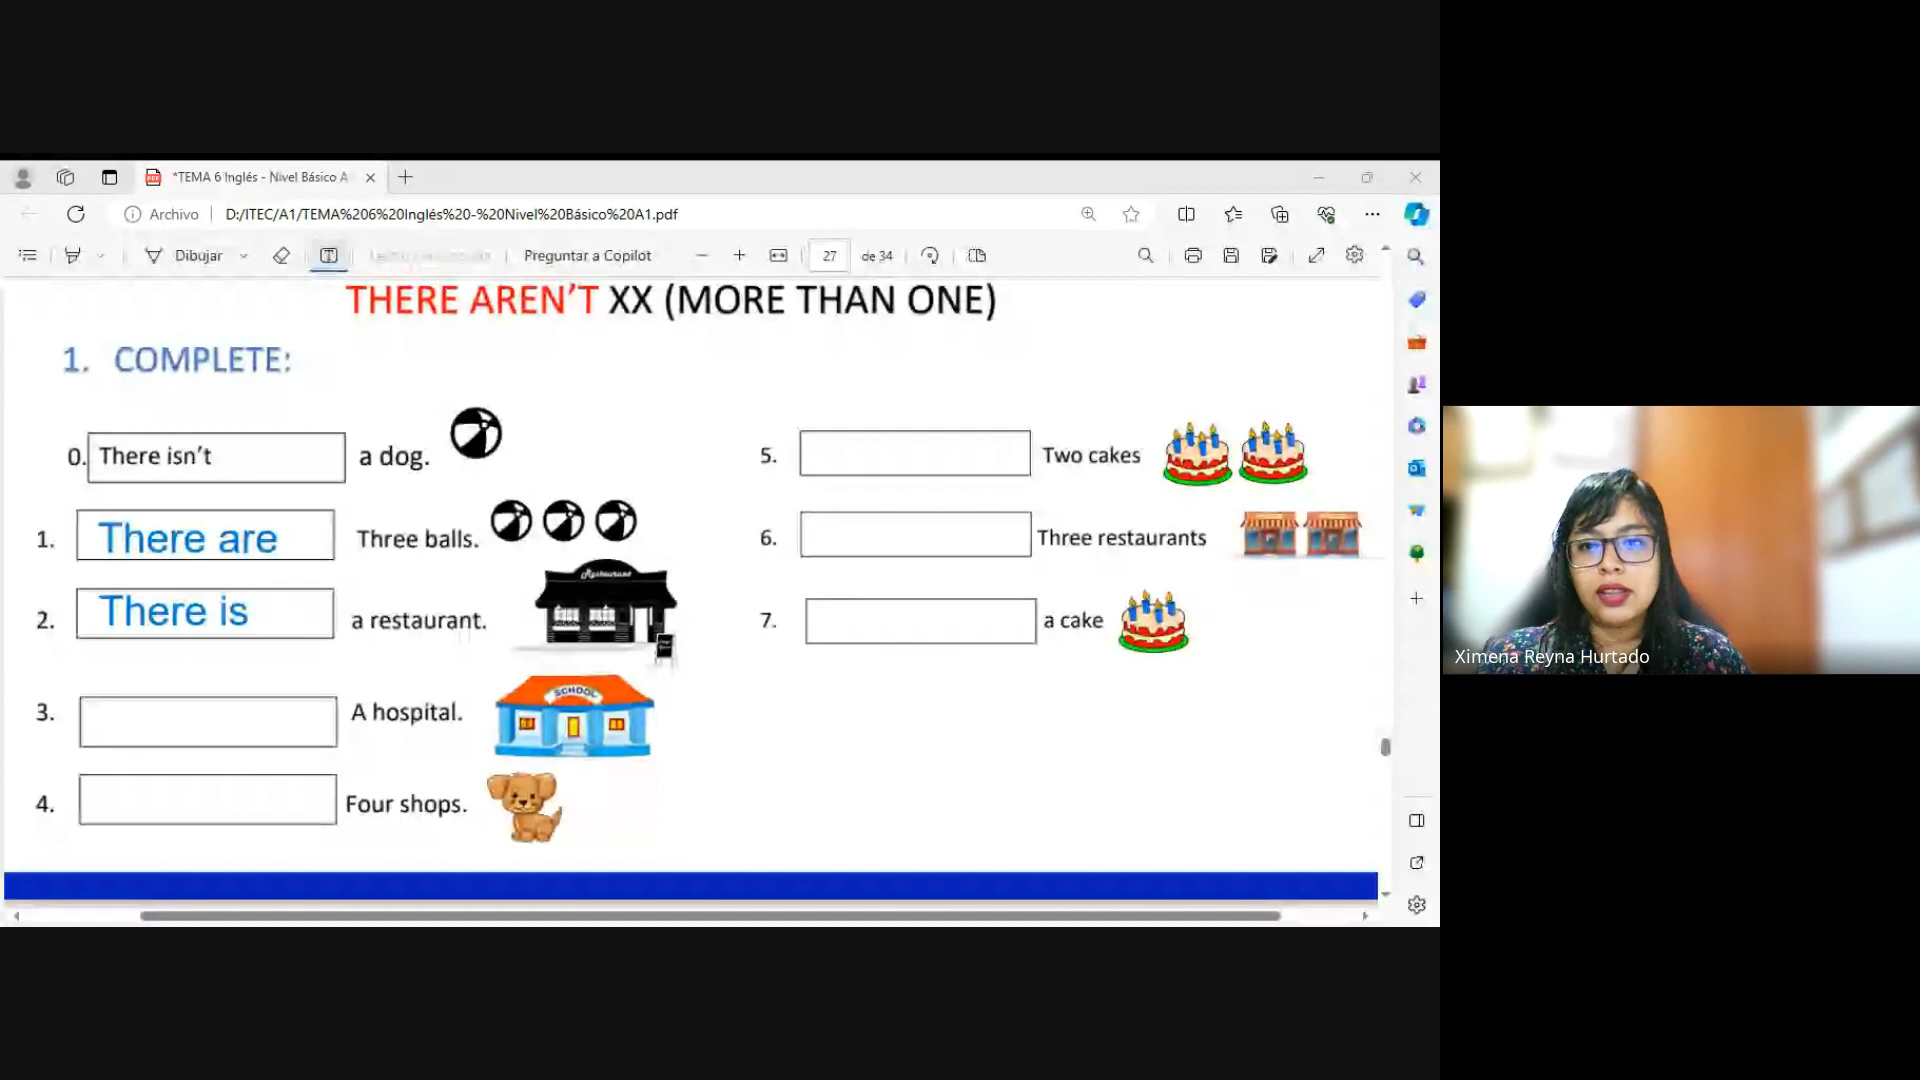 *TEMA 6 Inglés - Nivel Básico A
Archivo D:/ITEC/A1/TEMA%206%20Inglés%20-%20Nivel%20Básico%20A1.pdf
Dibujar Preguntar a Copilot 27 de 34
THERE AREN'T XX (MORE THAN ONE)
1. COMPLETE:
0. There isn't a dog.
1. There are Three balls.
2. There is a restaurant.
Restaurant
3. A hospital.
SCHOOL
4. Four shops.
5. Two cakes
6. Three restaurants
7. a cake
Ximena Reyna Hurtado